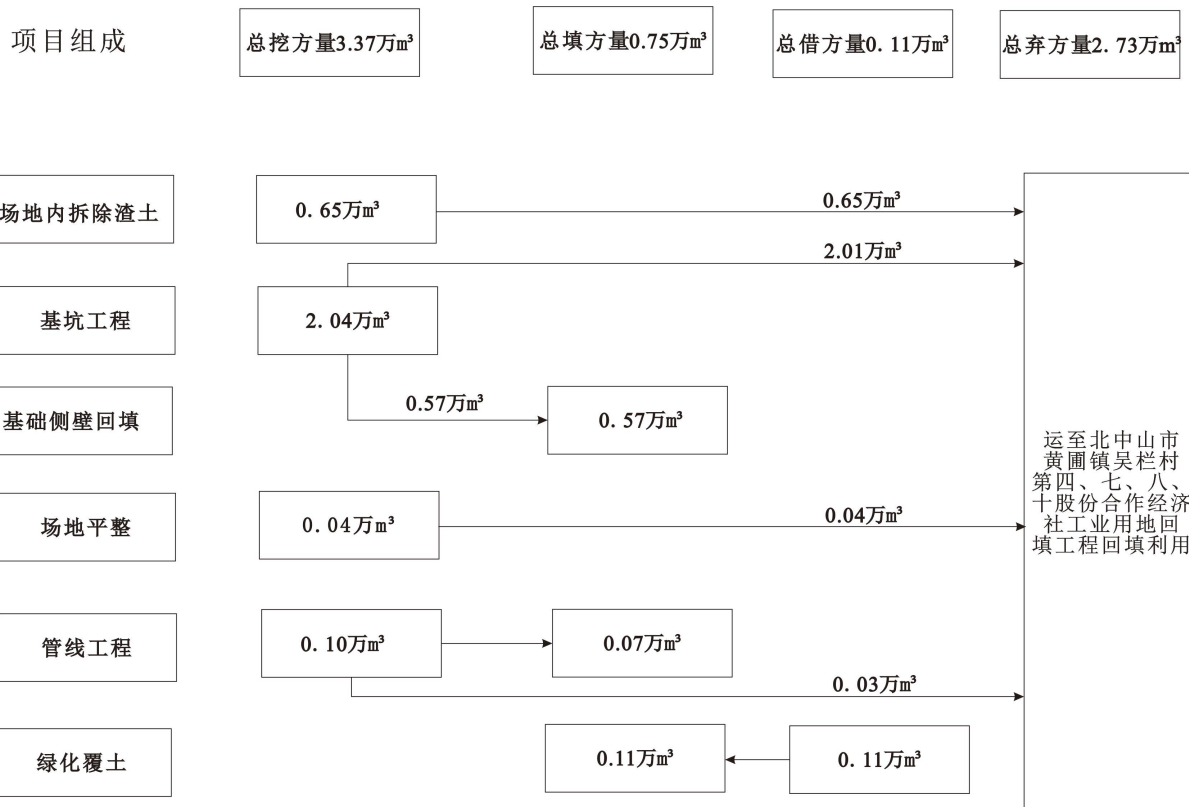 项目组成
总挖方量3.37万m³
总填方量0.75万m³
总借方量0.11万m³
总弃方量2.73万m³
场地内拆除渣土
0.65万m³
0.65万m³
2.01万m³
基坑工程
2.04万m³
基础侧壁回填
0.57万m³
0.57万m³
场地平整
0.04万m³
0.04万m³
管线工程
0.10万m³
0.07万m³
0.03万m³
绿化覆土
0.11万m³
0.11万m³
运至北中山市
黄圃镇吴栏村
第四、七、八、
十股份合作经济
社工业用地回
填工程回填利用